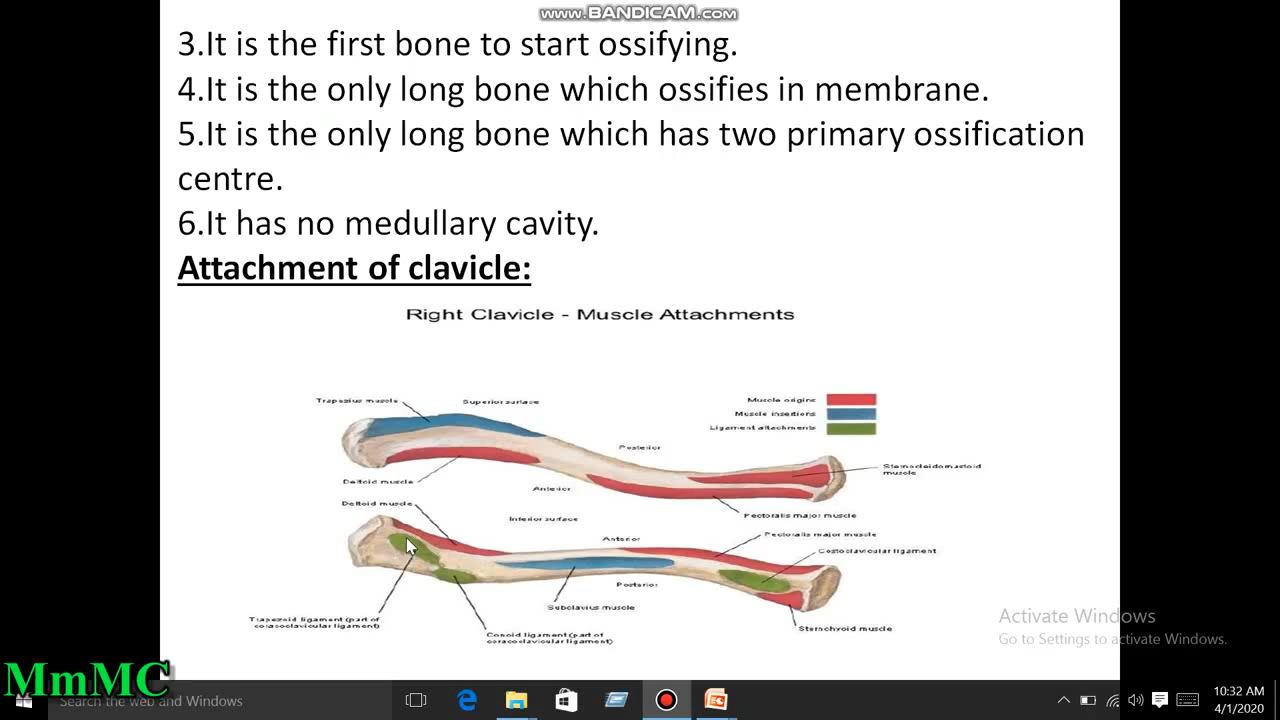 www.BANDICAM.com
3.It is the first bone to start ossifying.
4.It is the only long bone which ossifies in membrane.
5.It is the only long bone which has two primary ossification
centre.
6.It has no medullary cavity.
Attachment of clavicle:
Right Clavicle - Muscle Attachments
Trapezius muscle
Superior surface
Muscle origins
Muscle insertions
Ligament attachments
Posterior
Sternocleidomastoid
muscle
Deltoid muscle
Anterior
Pectoralis major muscle
Deltoid muscle
Inferior surface
Anterior
Pectoralis major muscle
Costoclavicular ligament
Posterior
Subclavius muscle
Trapezoid ligament (part of
coracoclavicular ligament)
Conoid ligament (part of
coracoclavicular ligament)
Sternohyoid muscle
Activate Windows
Go to Settings to activate Windows.
MmMC
Search the web and Windows
10:32 AM
4/1/2020